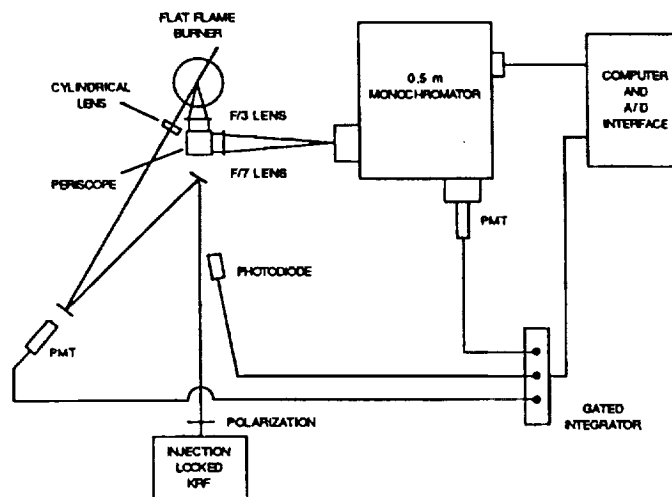 FLAT FLAME
BURNER
CYLINDRICAL
LENS
F/3 LENS
PERISCOPE
F/7 LENS
0.5 m
MONOCHROMATOR
COMPUTER
AND
A/D
INTERFACE
PMT
PHOTODIODE
PMT
GATED
INTEGRATOR
POLARIZATION
INJECTION
LOCKED
KRF